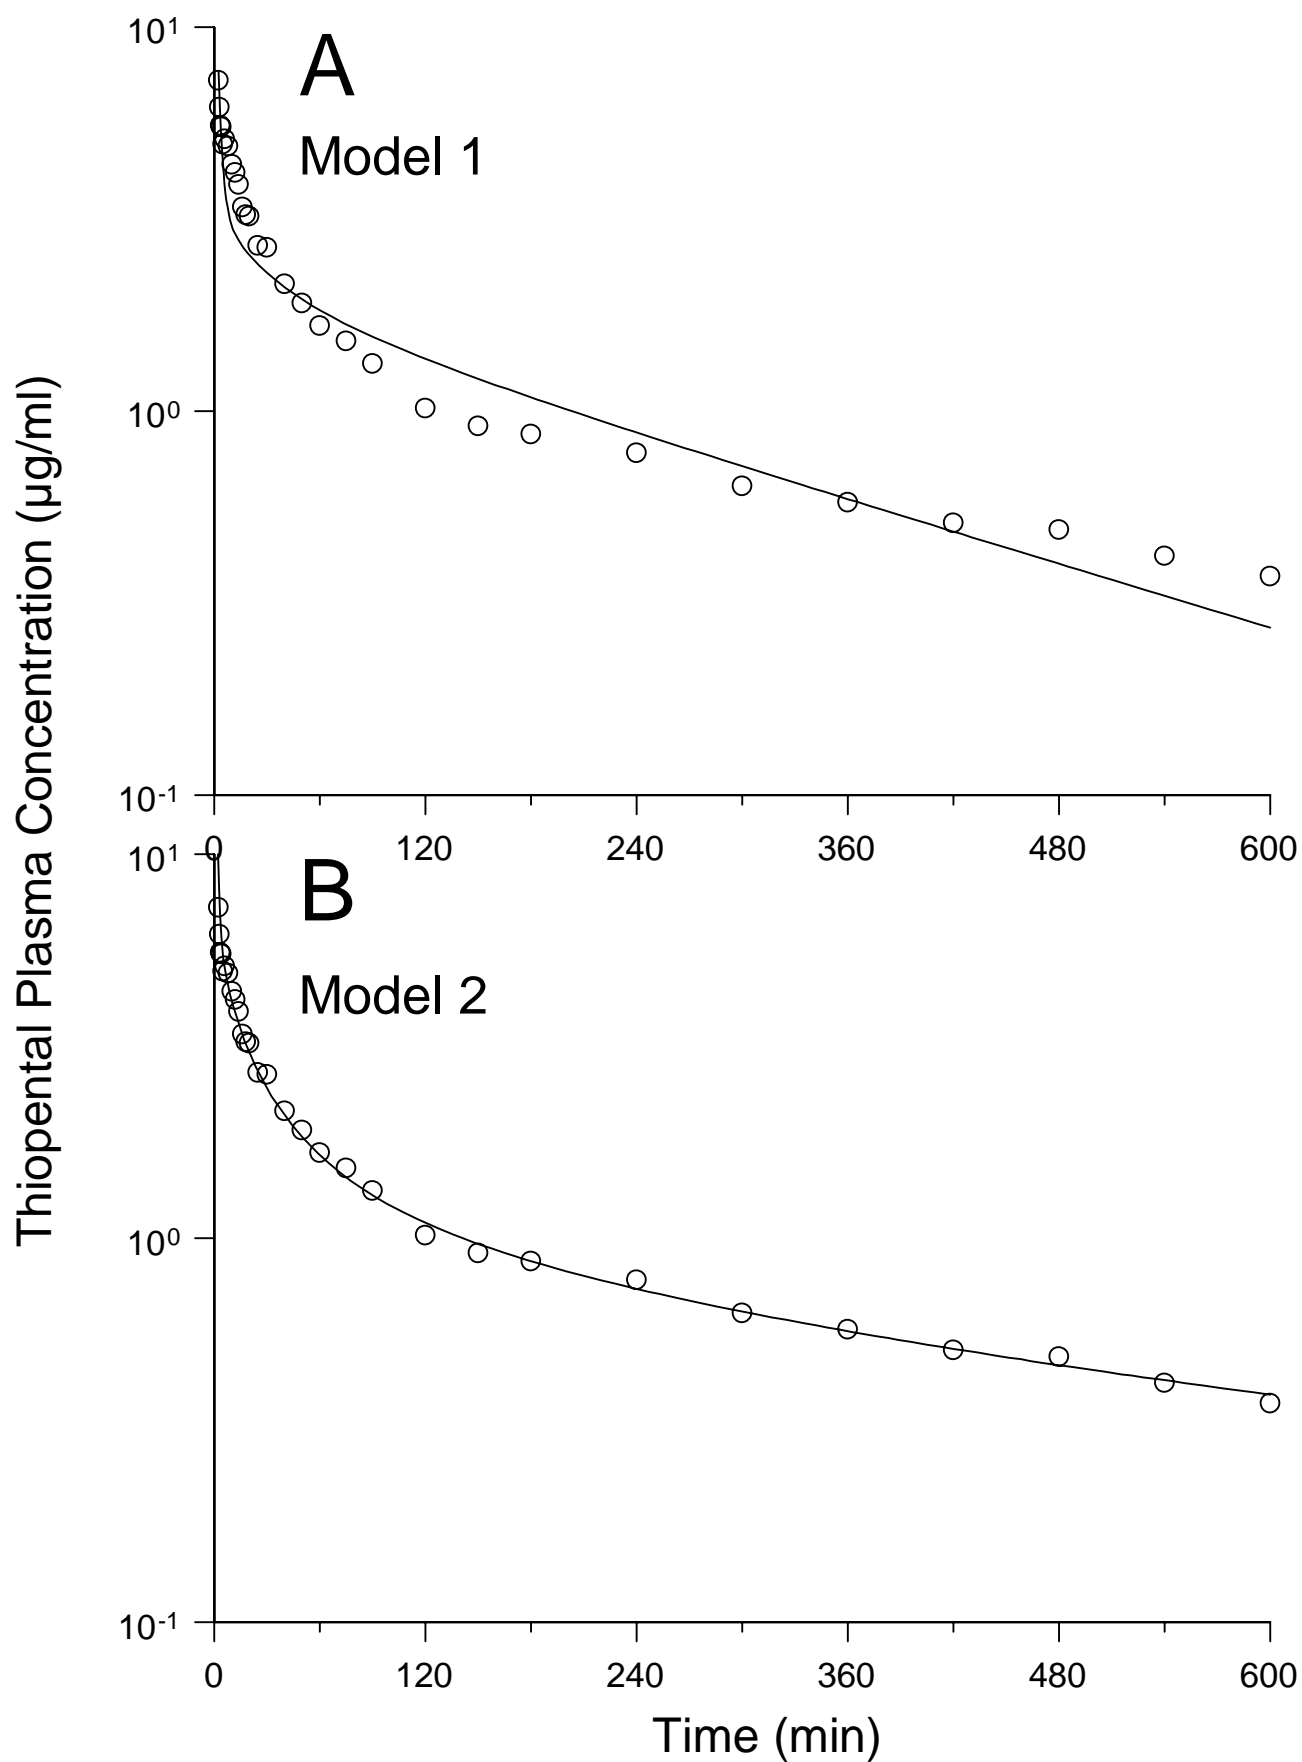 Thiopental Plasma Concentration (µg/ml)
10¹
A
Model 1
10⁰
10⁻¹
0 120 240 360 480 600
10¹
B
Model 2
10⁰
10⁻¹
0 120 240 360 480 600
Time (min)